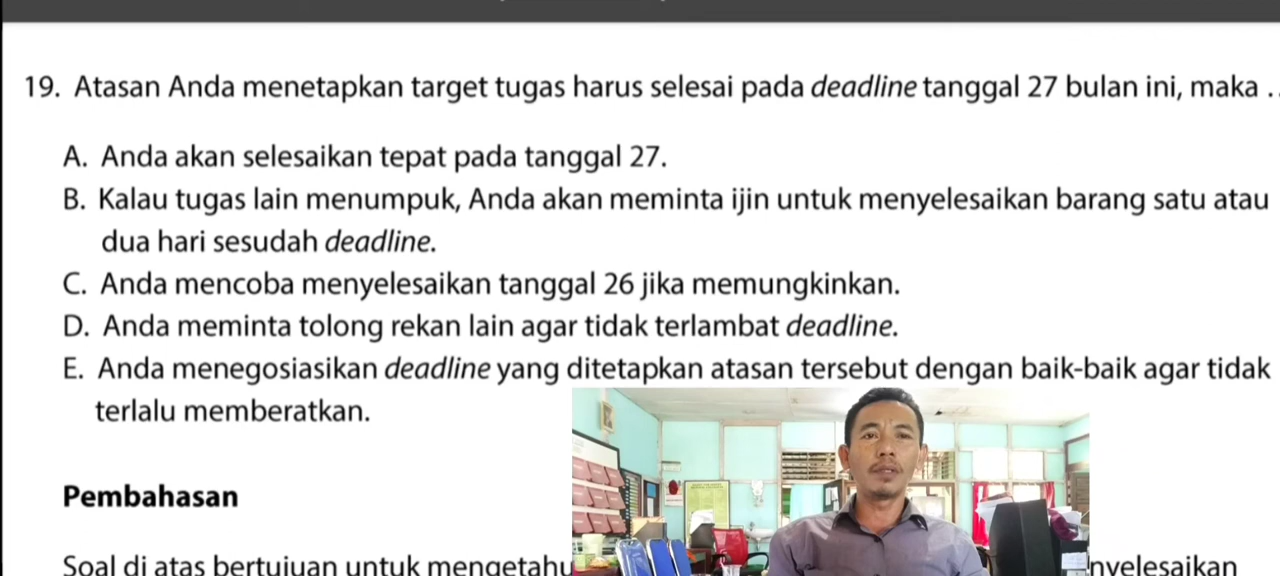 19. Atasan Anda menetapkan target tugas harus selesai pada deadline tanggal 27 bulan ini, maka . .
A. Anda akan selesaikan tepat pada tanggal 27.
B. Kalau tugas lain menumpuk, Anda akan meminta ijin untuk menyelesaikan barang satu atau
dua hari sesudah deadline.
C. Anda mencoba menyelesaikan tanggal 26 jika memungkinkan.
D. Anda meminta tolong rekan lain agar tidak terlambat deadline.
E. Anda menegosiasikan deadline yang ditetapkan atasan tersebut dengan baik-baik agar tidak
terlalu memberatkan.
Pembahasan
Soal di atas bertujuan untuk mengetahu nyelesaikan